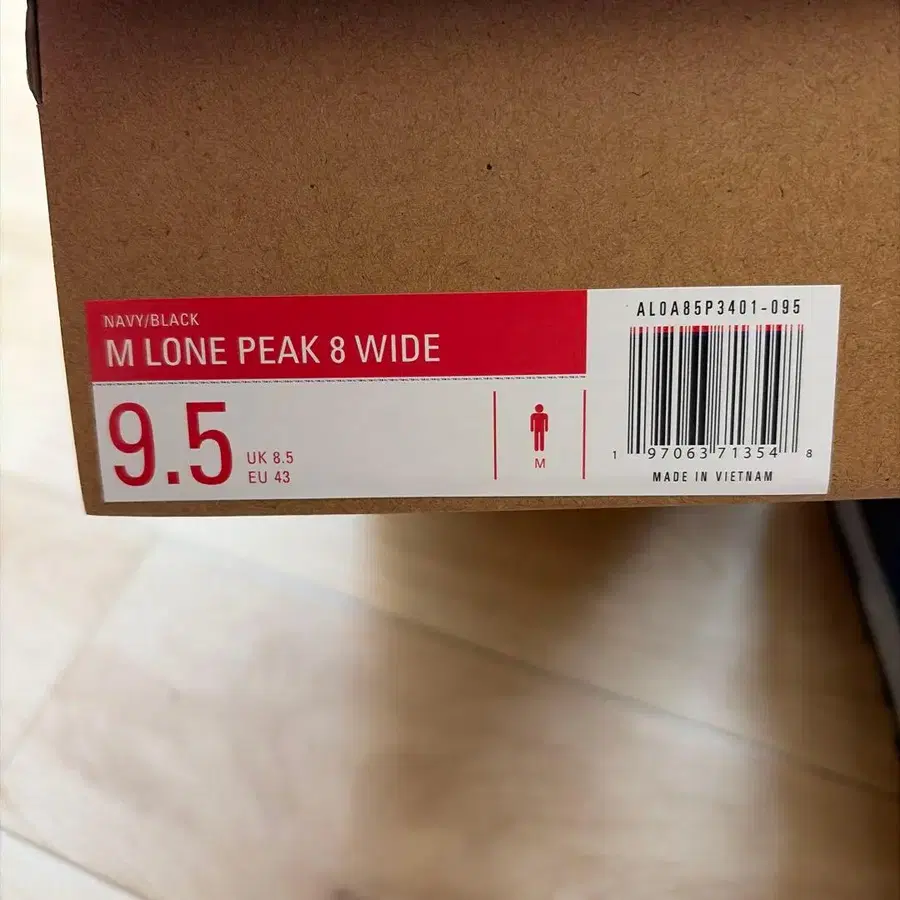 NAVY/BLACK
M LONE PEAK 8 WIDE
9.5
UK 8.5
EU 43
M
AL0A85P3401-095
1 97063 71354 8
MADE IN VIETNAM